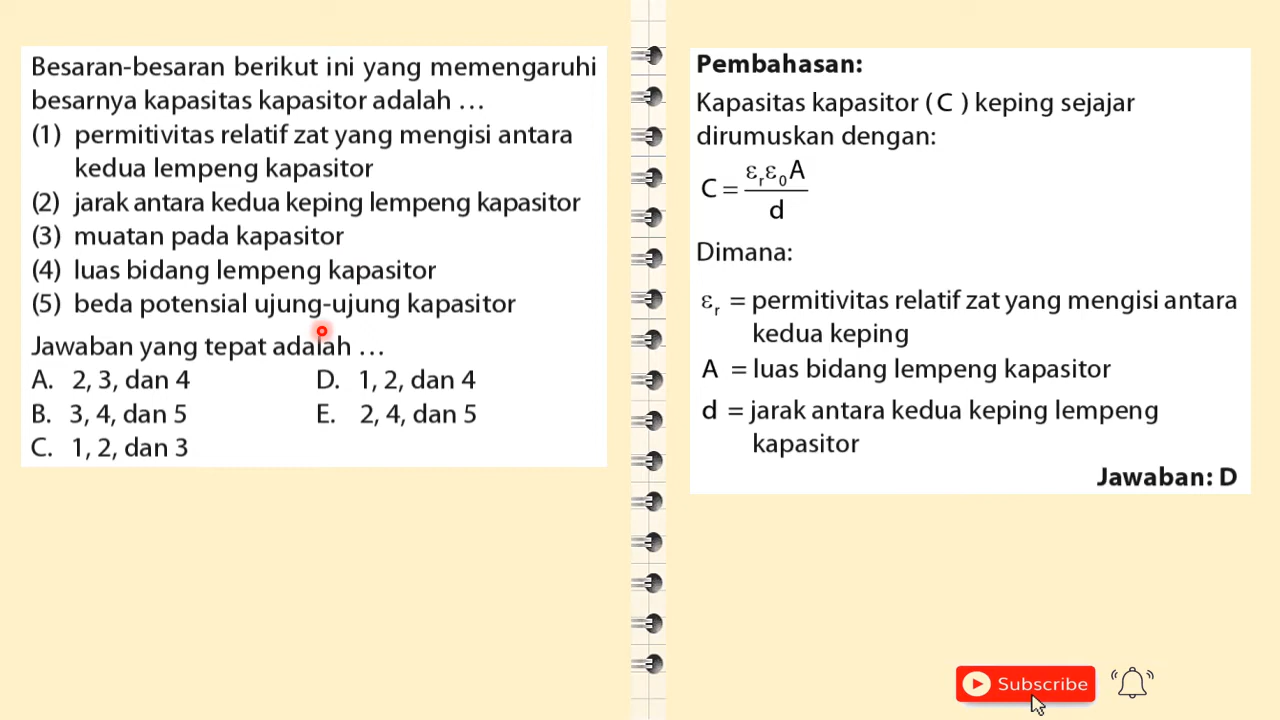 Besaran-besaran berikut ini yang memengaruhi
besarnya kapasitas kapasitor adalah …
(1) permitivitas relatif zat yang mengisi antara
kedua lempeng kapasitor
(2) jarak antara kedua keping lempeng kapasitor
(3) muatan pada kapasitor
(4) luas bidang lempeng kapasitor
(5) beda potensial ujung-ujung kapasitor
Jawaban yang tepat adalah …
A. 2, 3, dan 4 D. 1, 2, dan 4
B. 3, 4, dan 5 E. 2, 4, dan 5
C. 1, 2, dan 3
Pembahasan:
Kapasitas kapasitor ( C ) keping sejajar
dirumuskan dengan:
C = εᵣε₀A / d
Dimana:
εᵣ = permitivitas relatif zat yang mengisi antara
kedua keping
A = luas bidang lempeng kapasitor
d = jarak antara kedua keping lempeng
kapasitor
Jawaban: D
Subscribe